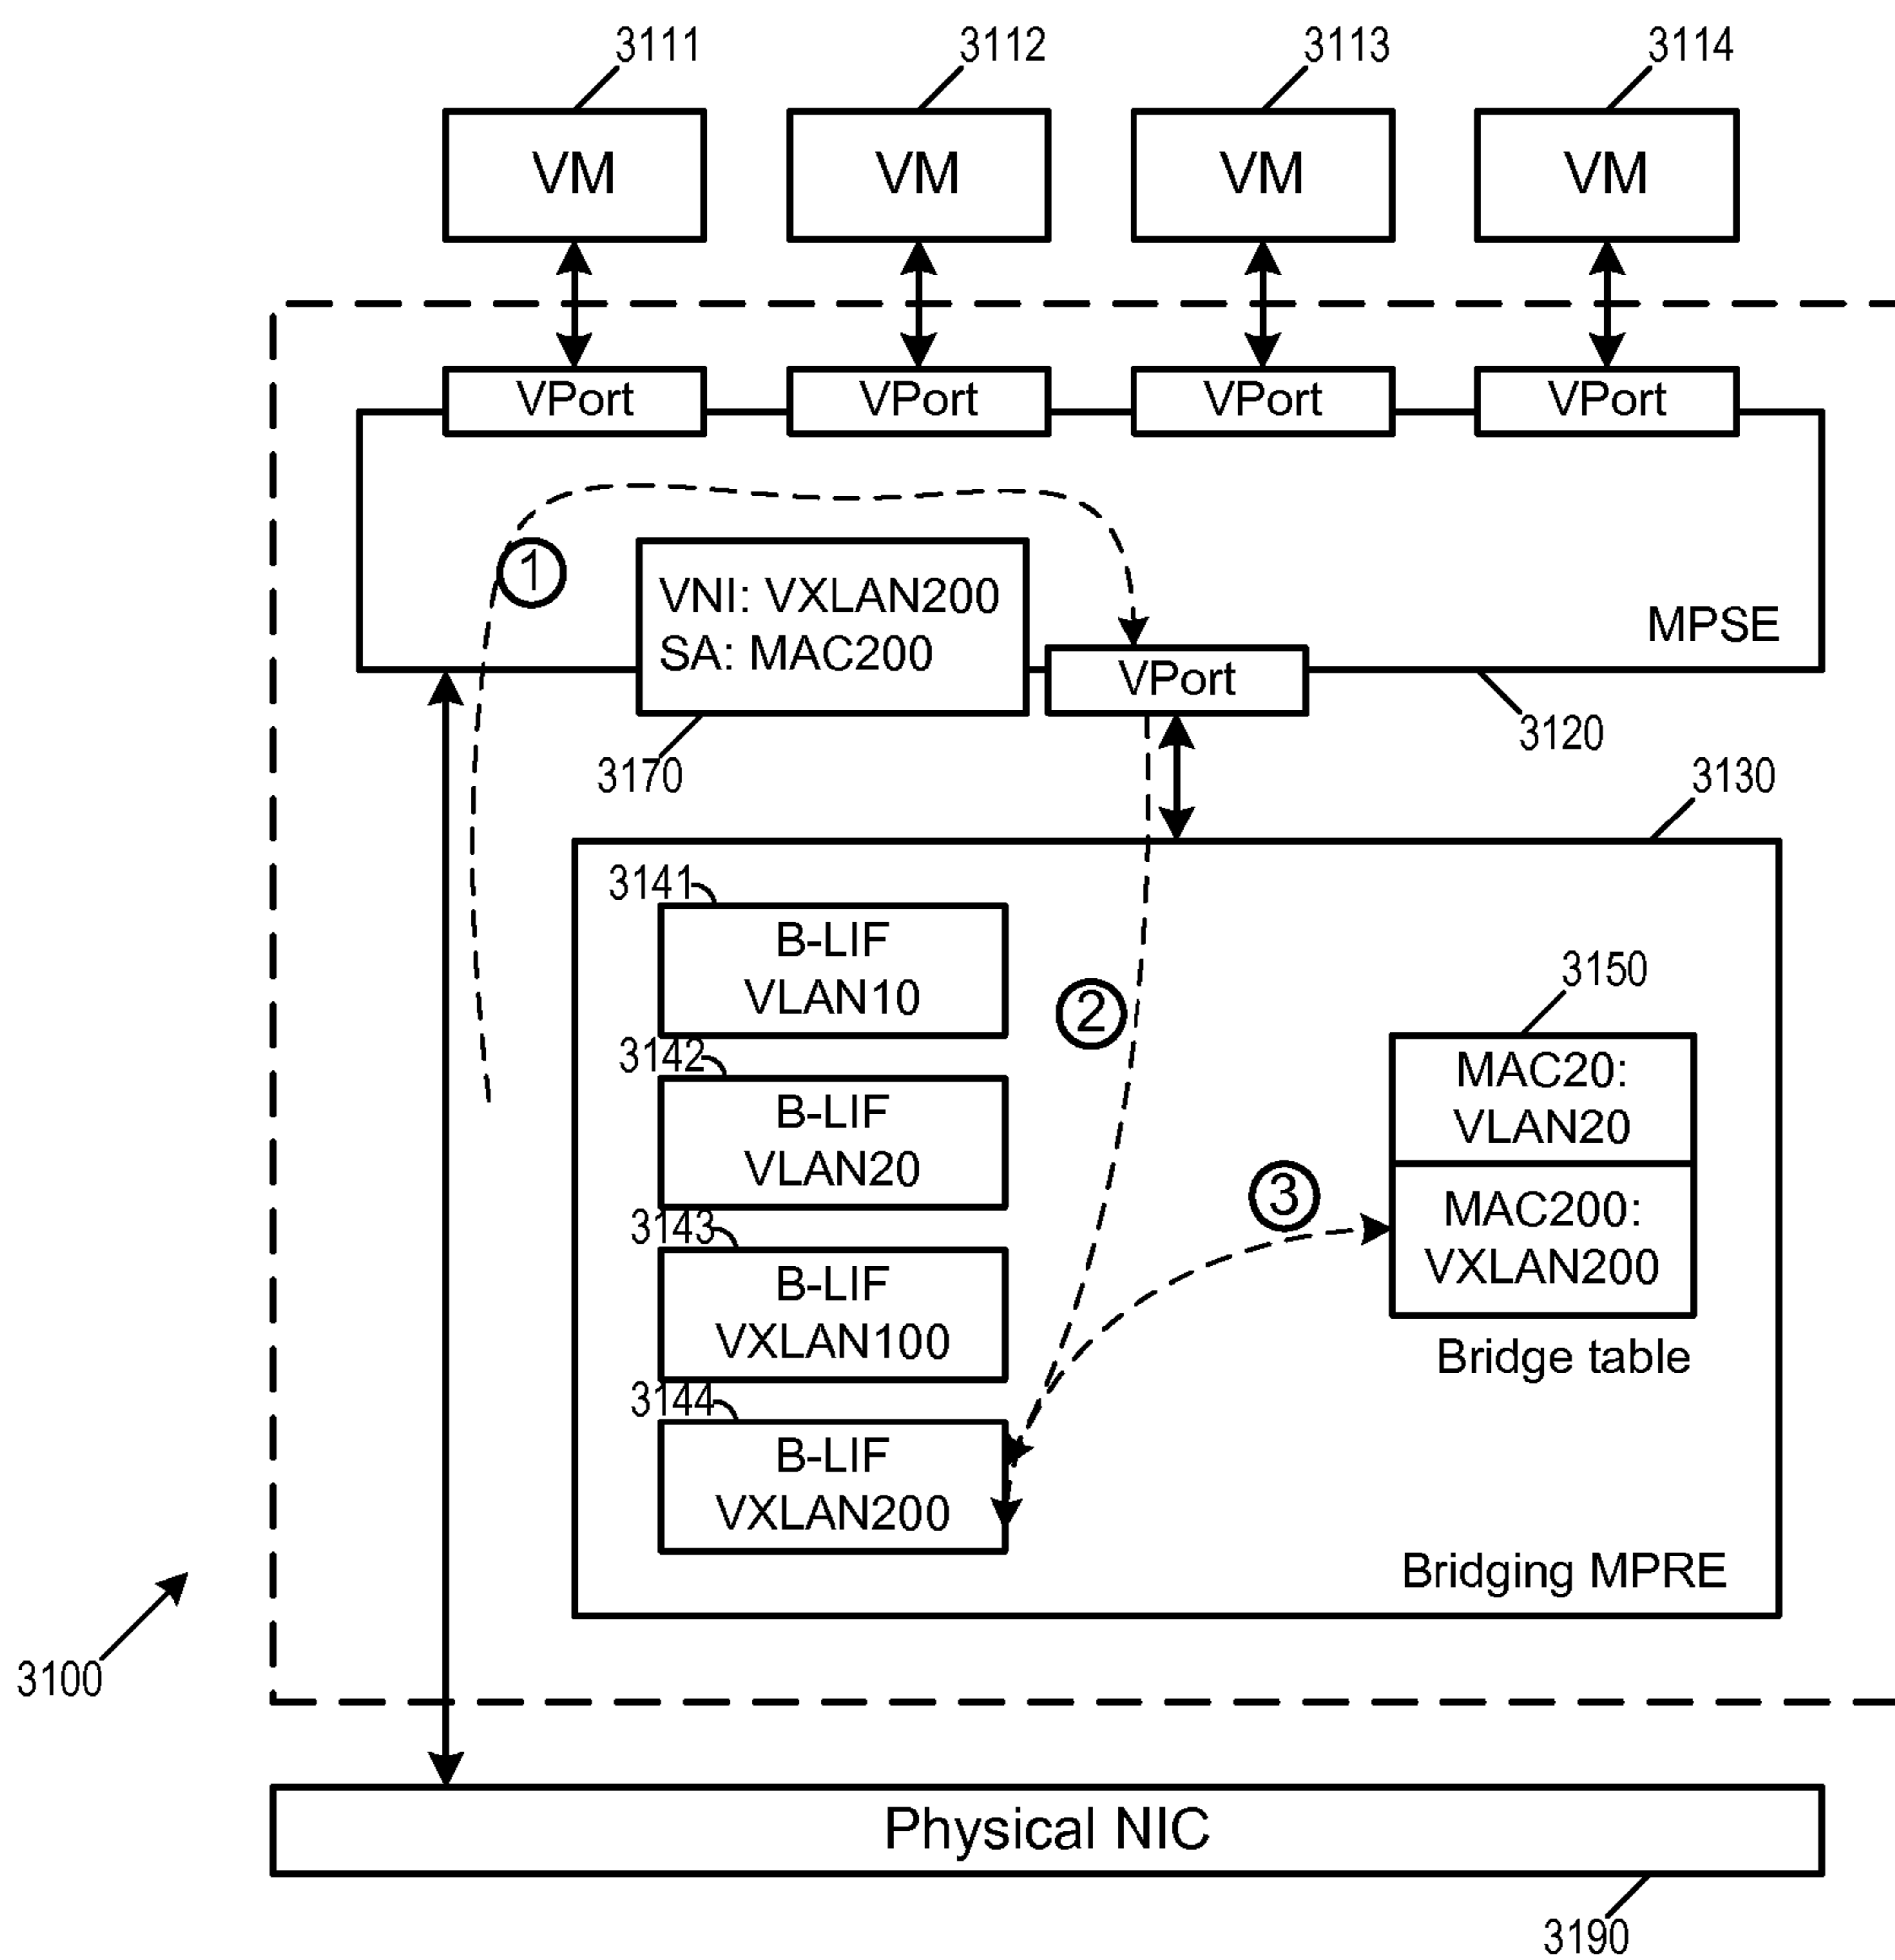 3111
3112
3113
3114
VM
VM
VM
VM
VPort
VPort
VPort
VPort
1
VNI: VXLAN200
SA: MAC200
MPSE
VPort
3120
3170
3130
3141
B-LIF
VLAN10
3150
2
3142
MAC20:
VLAN20
B-LIF
VLAN20
3
MAC200:
VXLAN200
3143
B-LIF
VXLAN100
Bridge table
3144
B-LIF
VXLAN200
Bridging MPRE
3100
Physical NIC
3190